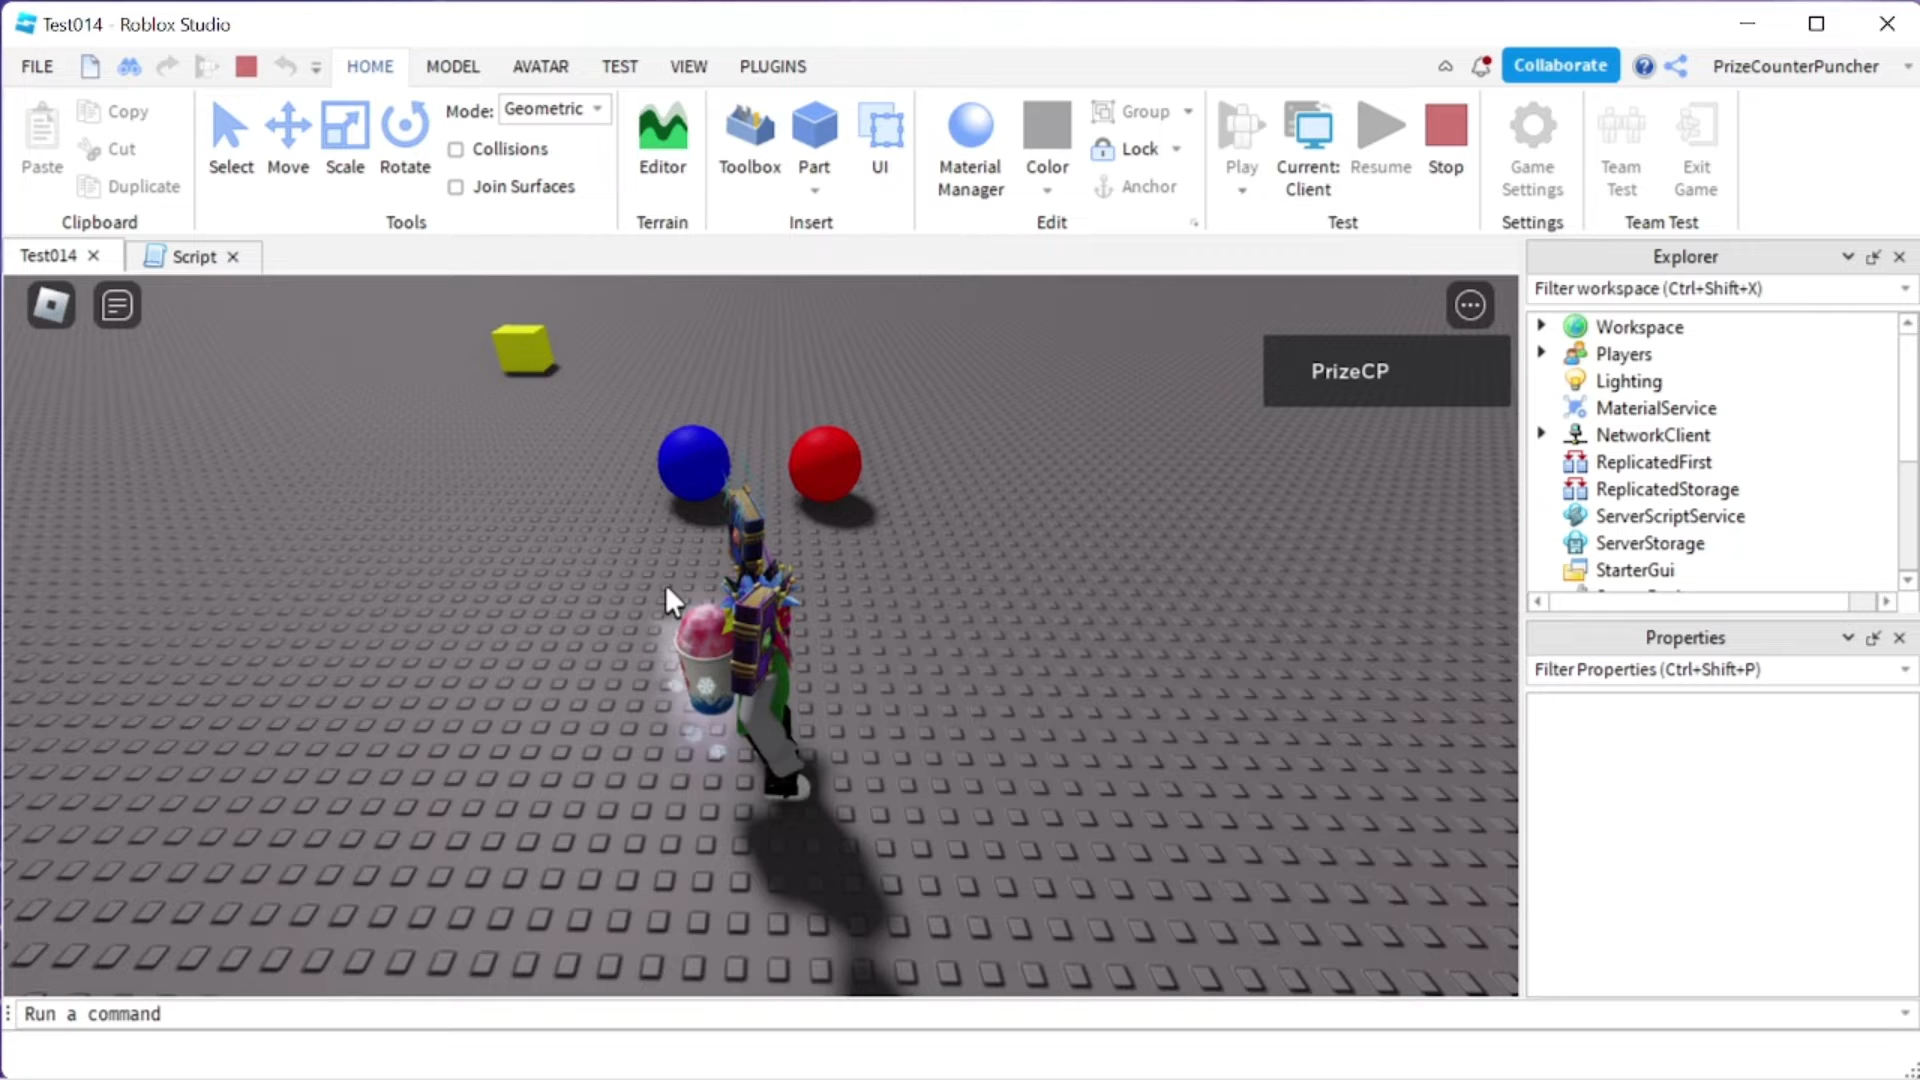 Test014 - Roblox Studio
FILE HOME MODEL AVATAR TEST VIEW PLUGINS Collaborate PrizeCounterPuncher
Paste Copy Cut Duplicate
Select Move Scale Rotate
Mode: Geometric
Collisions
Join Surfaces
Editor
Toolbox Part UI
Material Manager
Color
Group
Lock
Anchor
Play
Current: Client
Resume
Stop
Game Settings
Team Test
Exit Game
Clipboard Tools Terrain Insert Edit Test Settings Team Test
Test014 Script
PrizeCP
Explorer
Filter workspace (Ctrl+Shift+X)
Workspace
Players
Lighting
MaterialService
NetworkClient
ReplicatedFirst
ReplicatedStorage
ServerScriptService
ServerStorage
StarterGui
Properties
Filter Properties (Ctrl+Shift+P)
Run a command